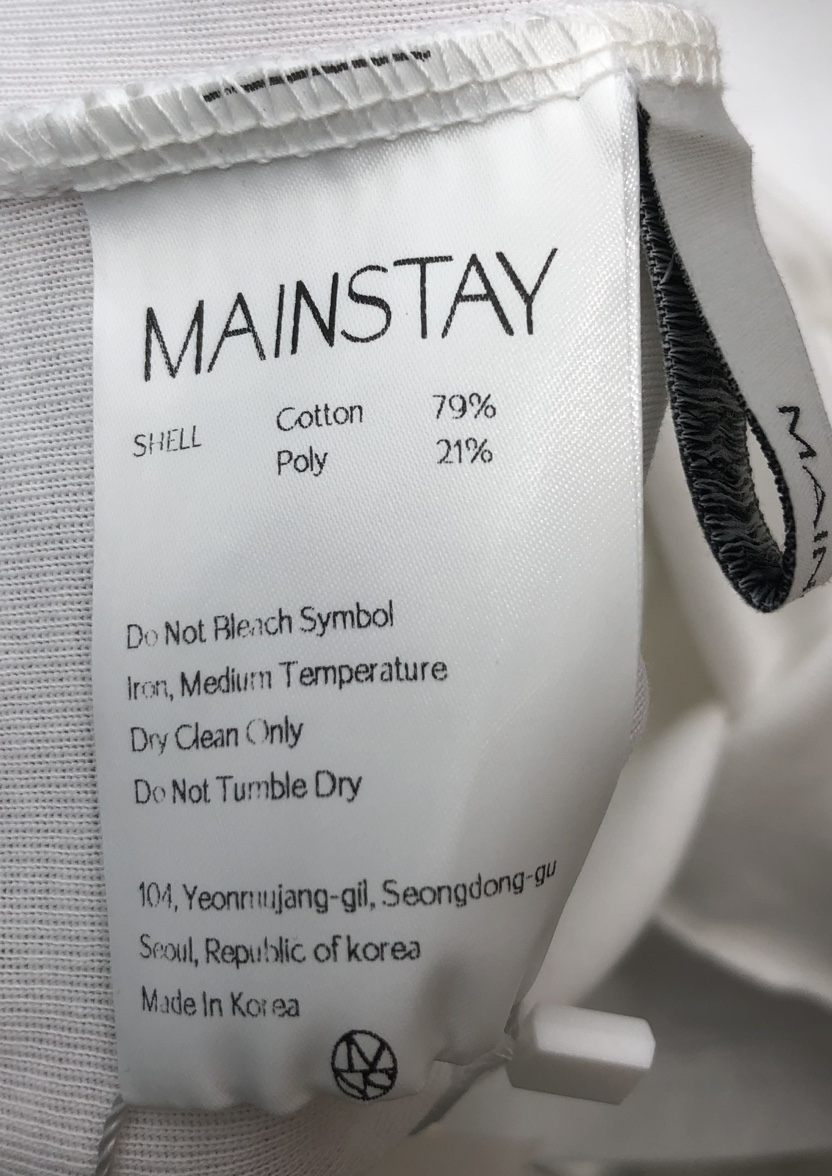 MAINSTAY
SHELL Cotton 79%
Poly 21%
Do Not Bleach Symbol
Iron, Medium Temperature
Dry Clean Only
Do Not Tumble Dry
104, Yeonmujang-gil, Seongdong-gu
Seoul, Republic of korea
Made In Korea
MAIN